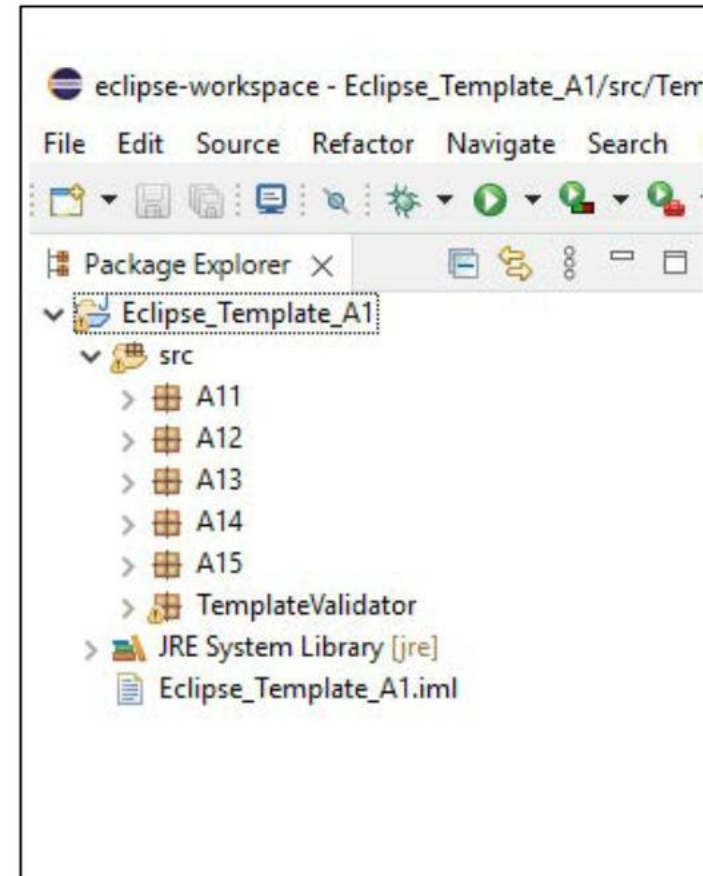 eclipse-workspace - Eclipse_Template_A1/src/Tem
File Edit Source Refactor Navigate Search
Package Explorer
Eclipse_Template_A1
src
A11
A12
A13
A14
A15
TemplateValidator
JRE System Library [jre]
Eclipse_Template_A1.iml